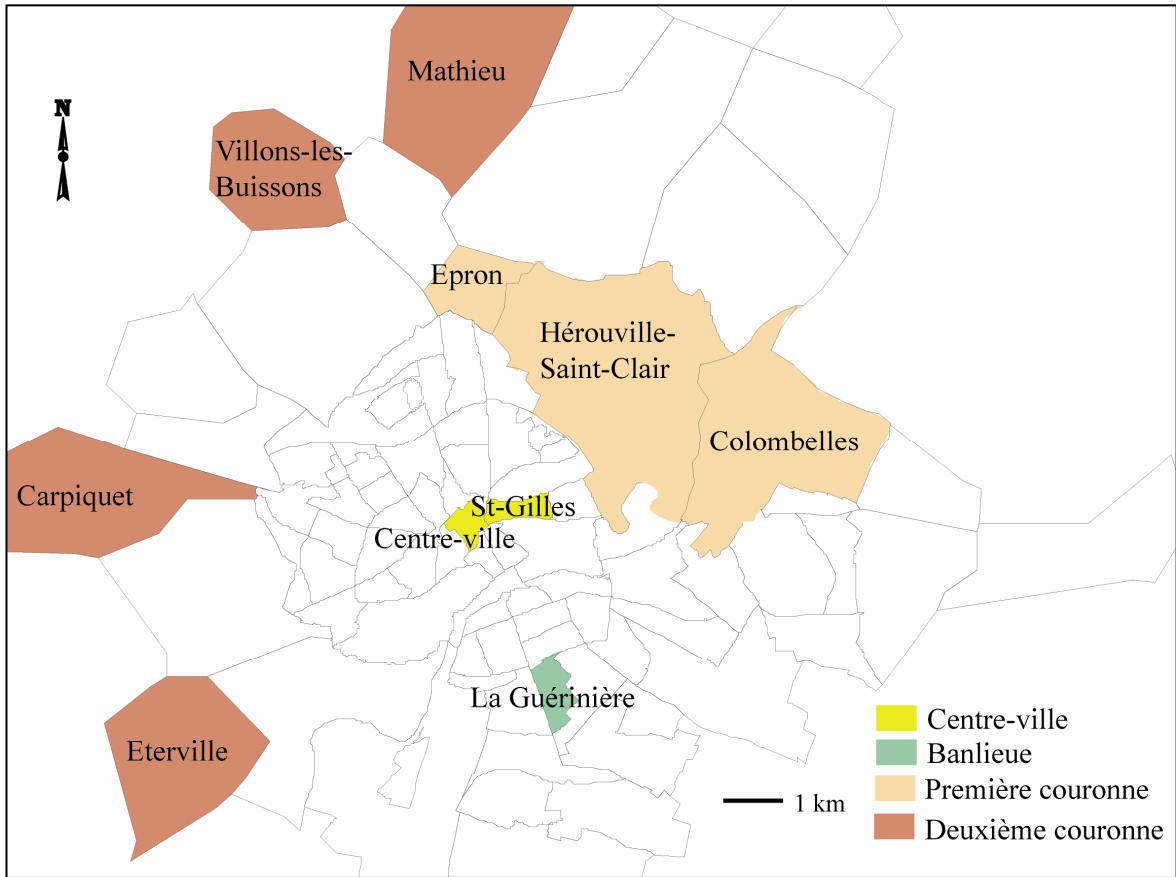 Mathieu
N
Villons-les-
Buissons
Epron
Hérouville-
Saint-Clair
Colombelles
Carpiquet
St-Gilles
Centre-ville
La Guérinière
Eterville
Centre-ville
Banlieue
Première couronne
Deuxième couronne
1 km